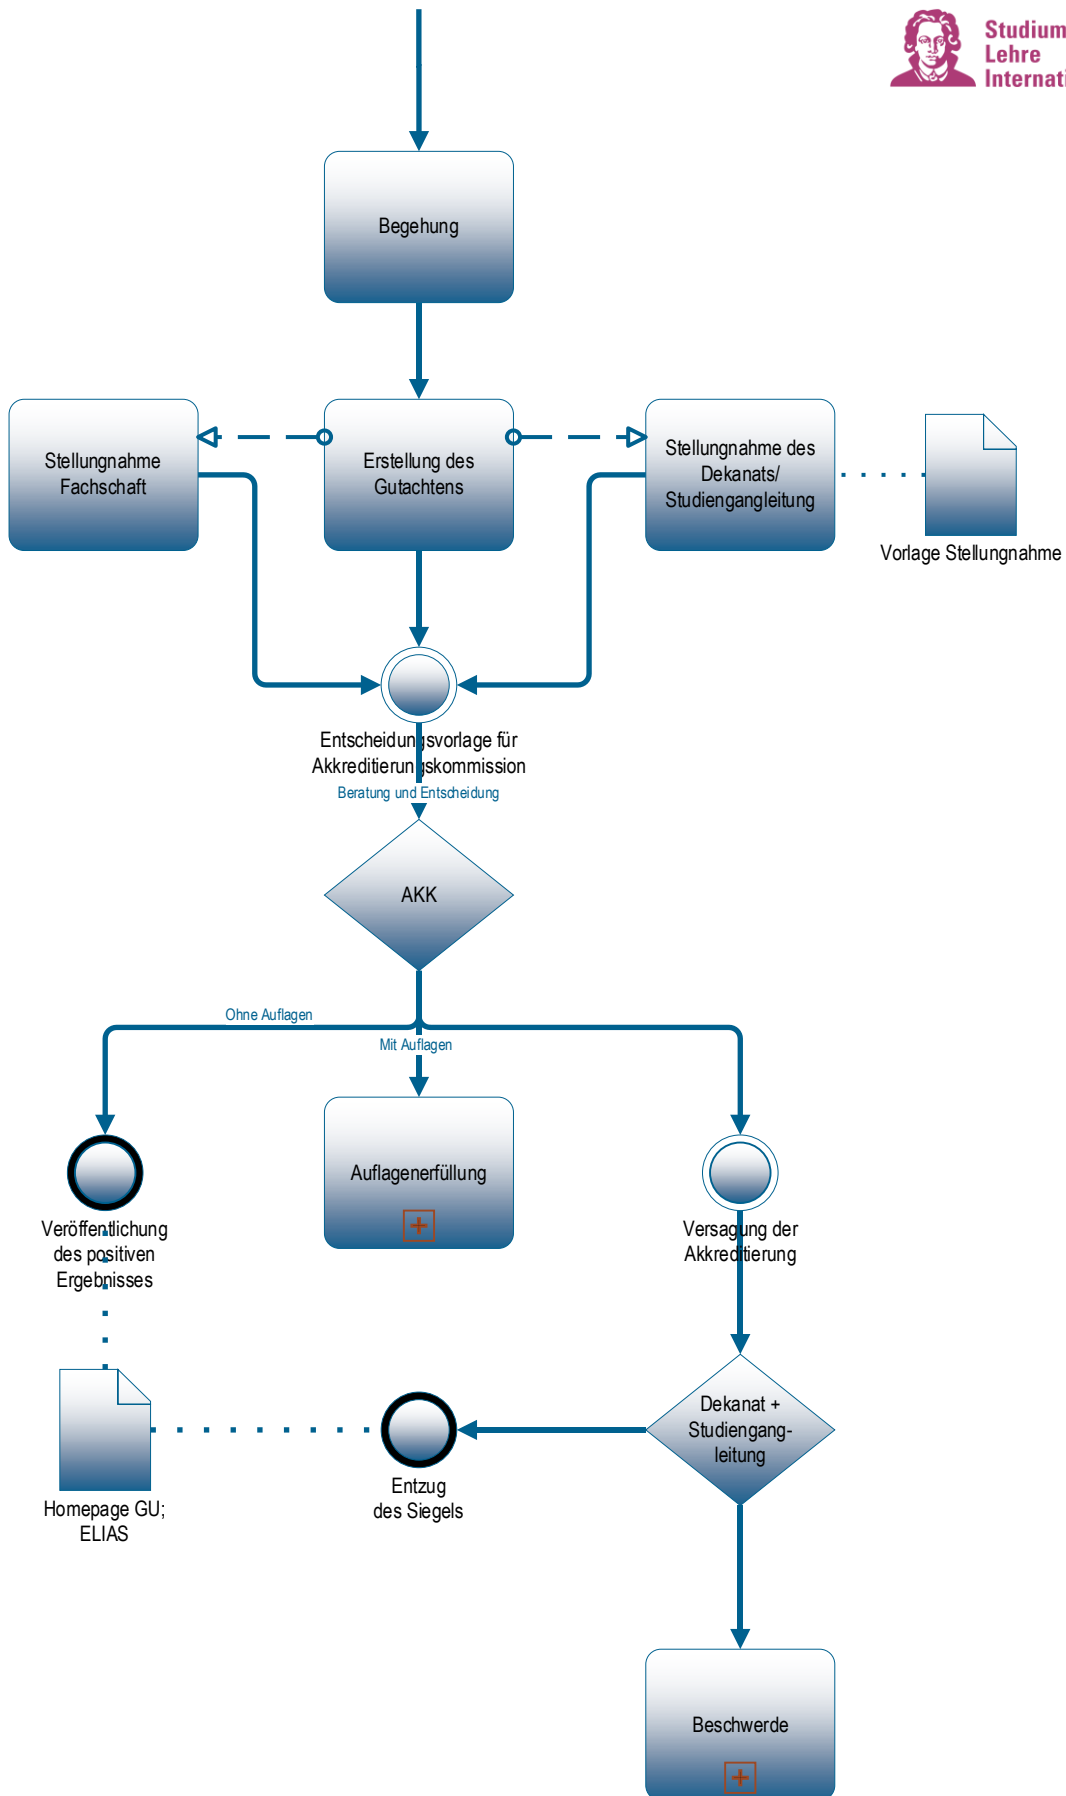 Studium
Lehre
Internati
Begehung
Stellungnahme
Fachschaft
Erstellung des
Gutachtens
Stellungnahme des
Dekanats/
Studiengangleitung
Vorlage Stellungnahme
Entscheidungsvorlage für
Akkreditierungskommission
Beratung und Entscheidung
AKK
Ohne Auflagen
Mit Auflagen
Auflagenerfüllung
Veröffentlichung
des positiven
Ergebnisses
Versagung der
Akkreditierung
Dekanat +
Studiengang-
leitung
Entzug
des Siegels
Homepage GU;
ELIAS
Beschwerde